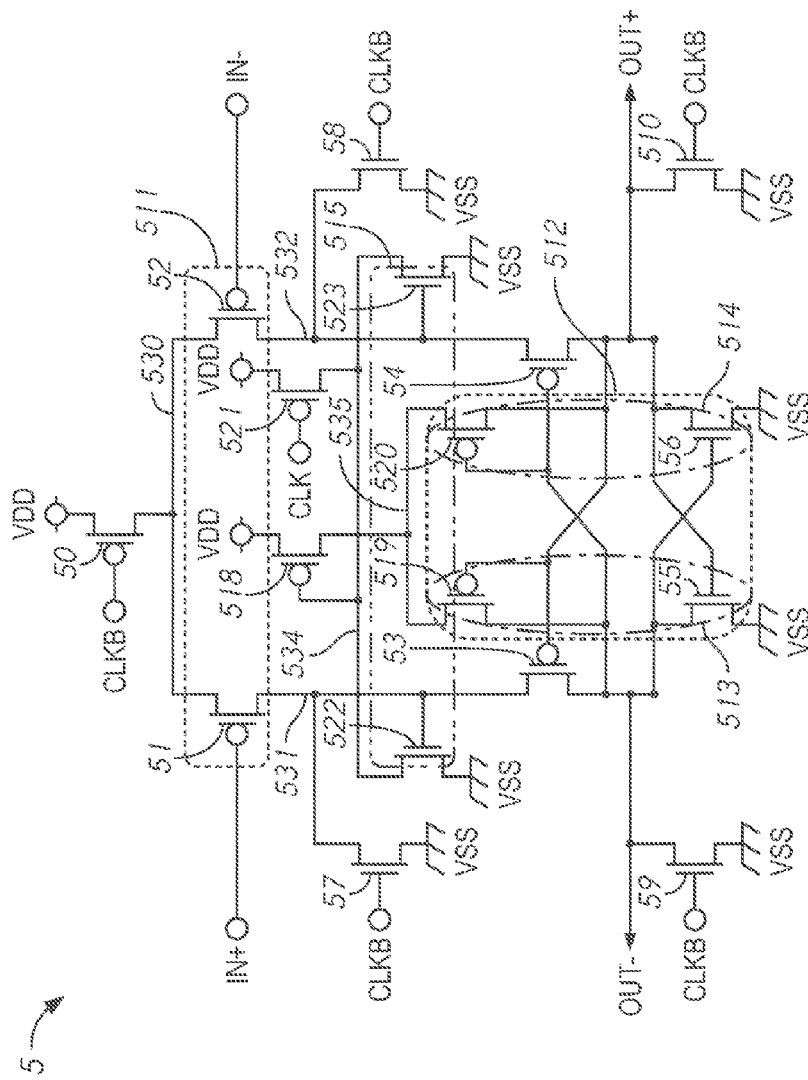 5
VDD
50
CLKB
530
511
51
52
IN+
IN-
VDD
VDD
518
521
CLK
531
532
57
CLKB
VSS
58
CLKB
VSS
534
535
515
522
523
VSS
VSS
519
520
53
54
512
513
514
55
56
VSS
VSS
OUT-
OUT+
59
CLKB
VSS
510
CLKB
VSS